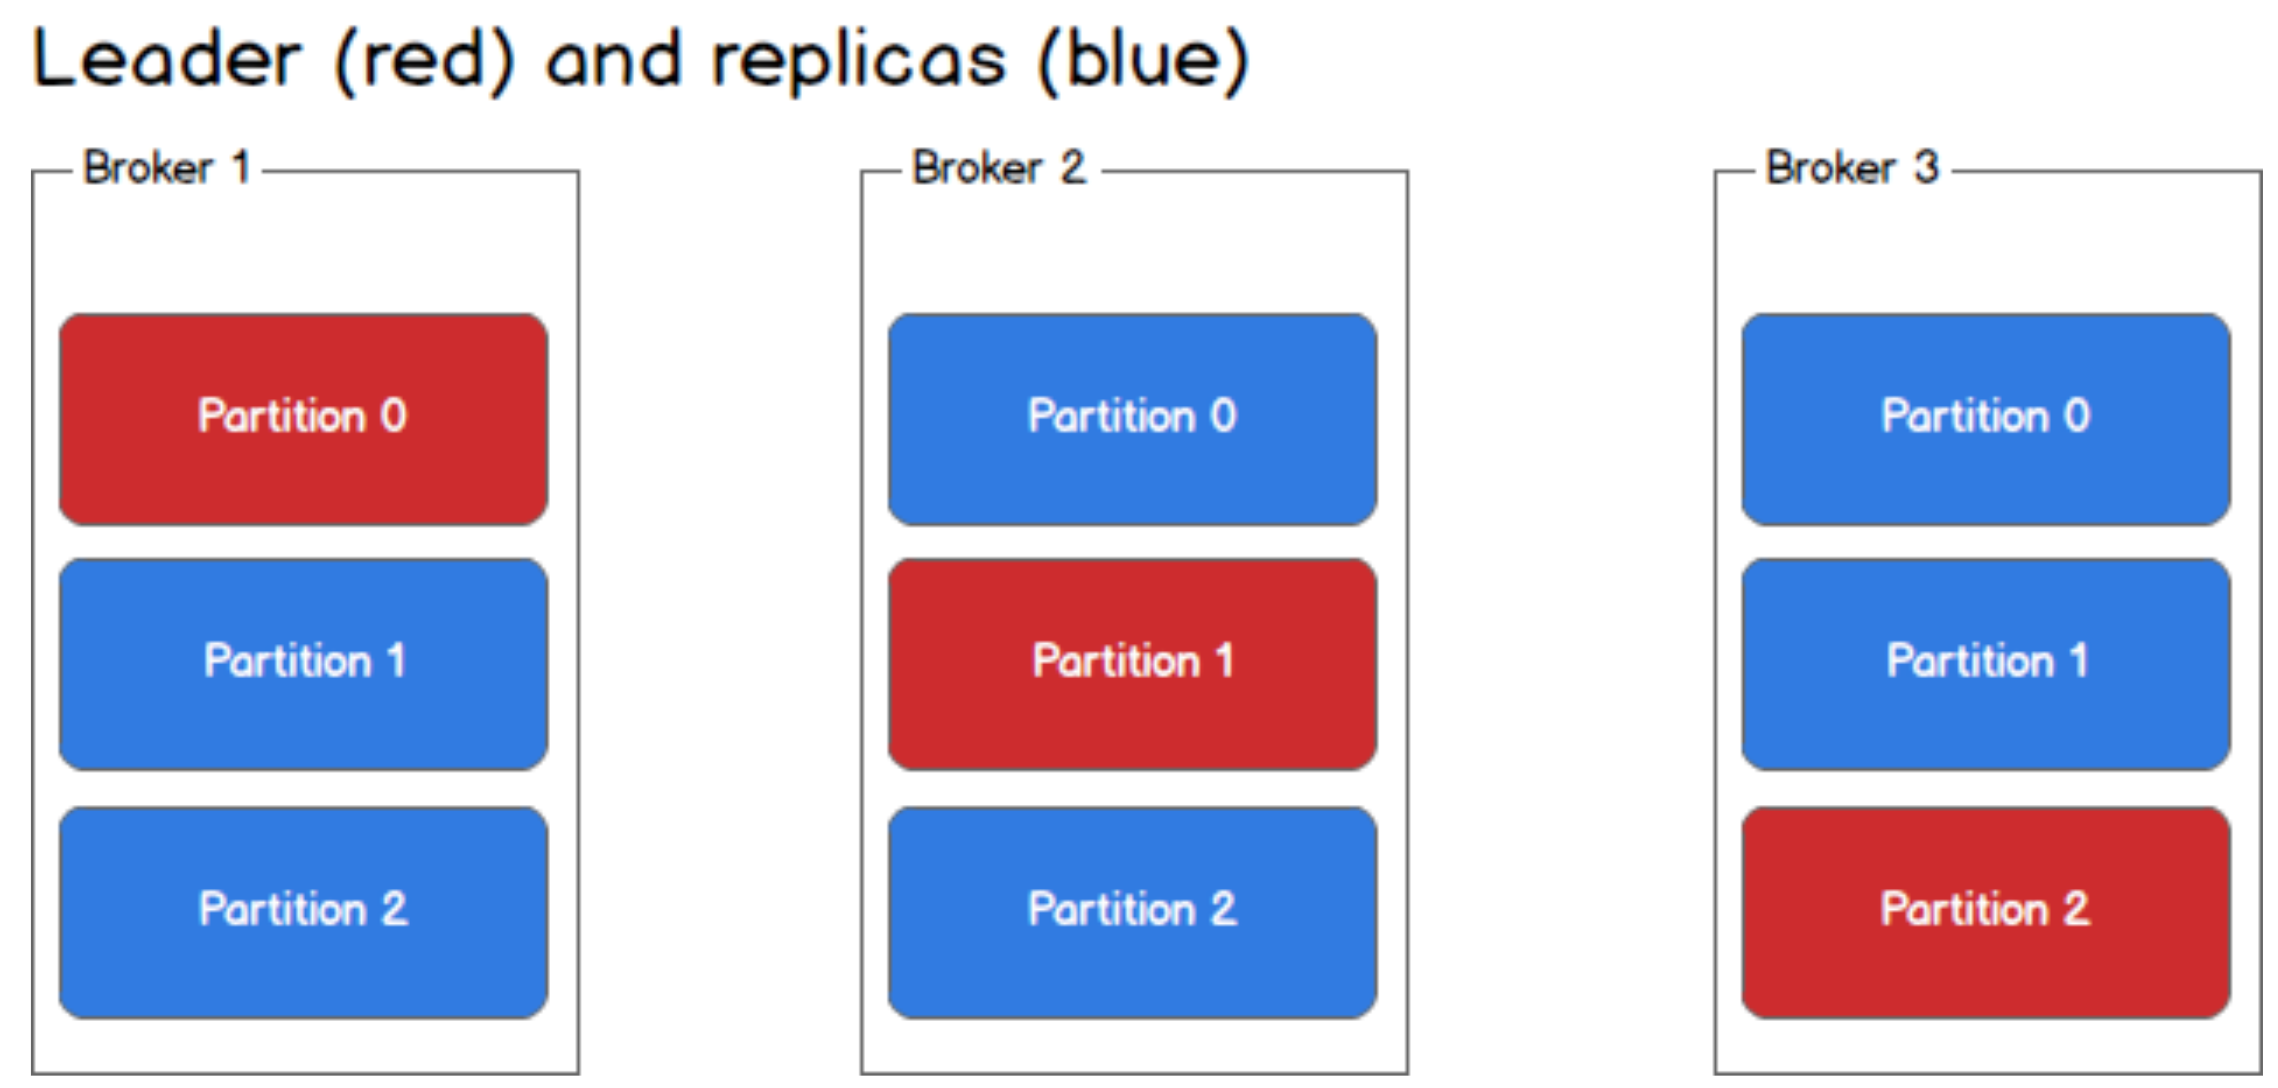 Leader (red) and replicas (blue)
Broker 1
Partition 0
Partition 1
Partition 2
Broker 2
Partition 0
Partition 1
Partition 2
Broker 3
Partition 0
Partition 1
Partition 2